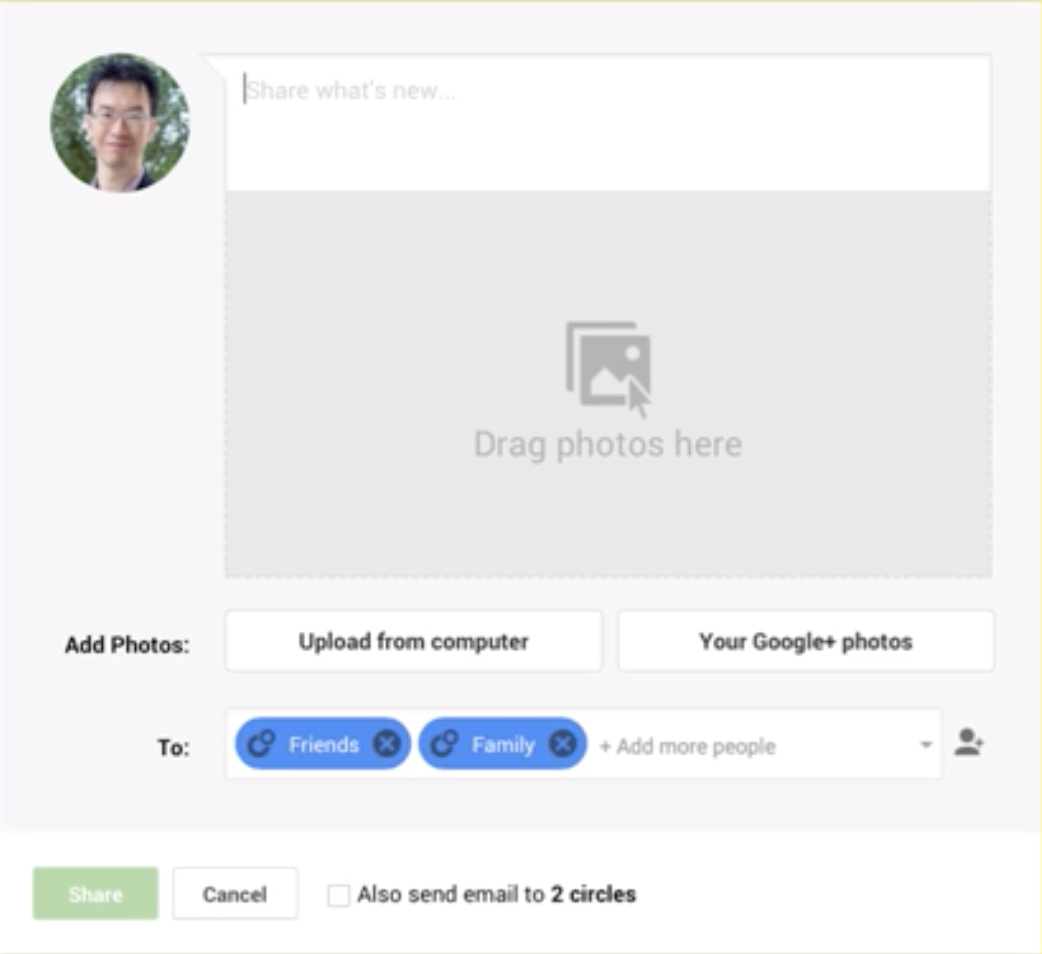 Share what's new...
Drag photos here
Add Photos: Upload from computer Your Google+ photos
To: Friends Family + Add more people
Share Cancel Also send email to 2 circles